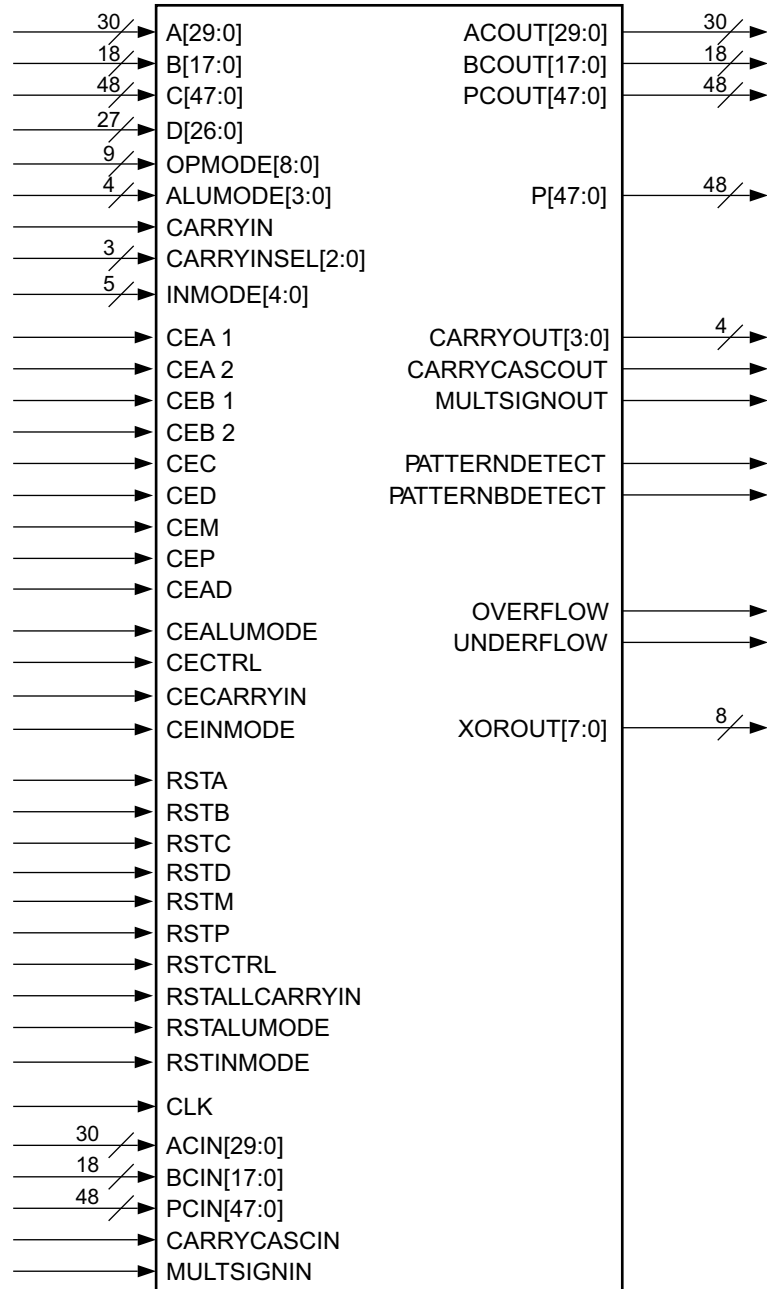 30 A[29:0] ACOUT[29:0] 30
18 B[17:0] BCOUT[17:0] 18
48 C[47:0] PCOUT[47:0] 48
27 D[26:0]
9 OPMODE[8:0]
4 ALUMODE[3:0] P[47:0] 48
CARRYIN
3 CARRYINSEL[2:0]
5 INMODE[4:0]
CEA 1 CARRYOUT[3:0] 4
CEA 2 CARRYCASCOUT
CEB 1 MULTSIGNOUT
CEB 2
CEC PATTERNDETECT
CED PATTERNBDETECT
CEM
CEP
CEAD
OVERFLOW
CEALUMODE
UNDERFLOW
CECTRL
CECARRYIN
CEINMODE XOROUT[7:0] 8
RSTA
RSTB
RSTC
RSTD
RSTM
RSTP
RSTCTRL
RSTALLCARRYIN
RSTALUMODE
RSTINMODE
CLK
30 ACIN[29:0]
18 BCIN[17:0]
48 PCIN[47:0]
CARRYCASCIN
MULTSIGNIN